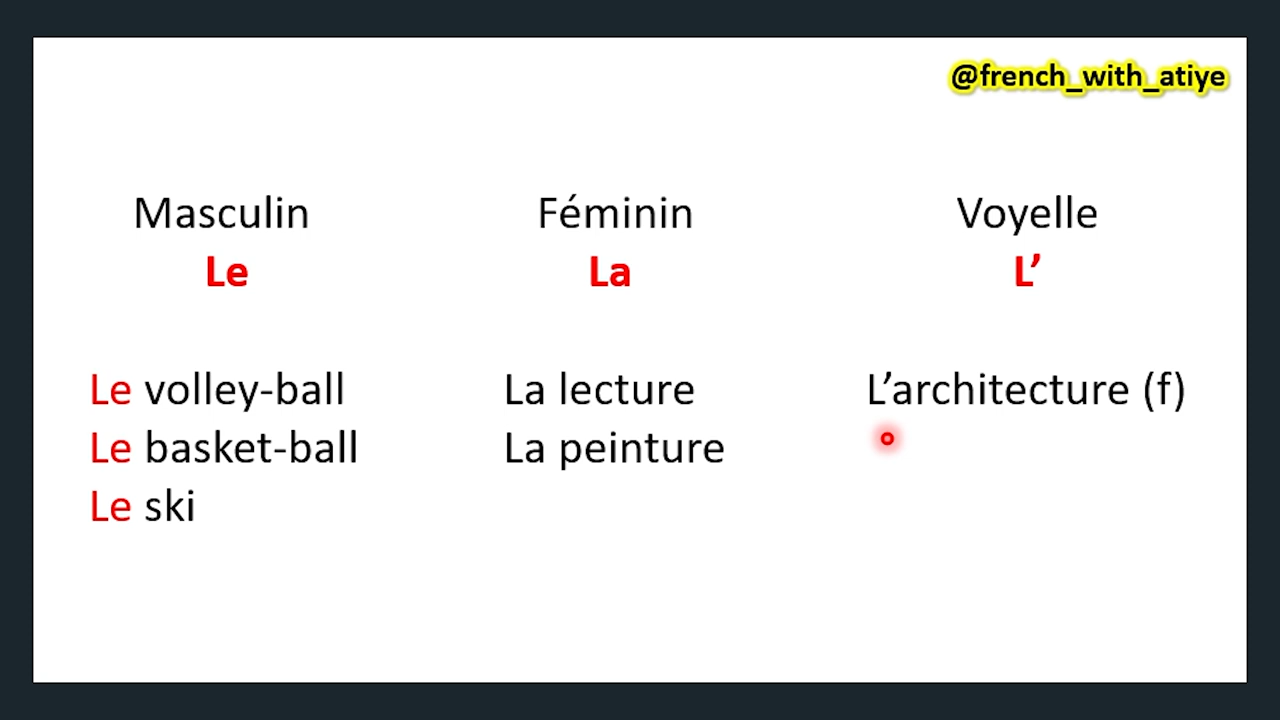 @french_with_atiye
Masculin
Le
Le volley-ball
Le basket-ball
Le ski
Féminin
La
La lecture
La peinture
Voyelle
L’
L’architecture (f)